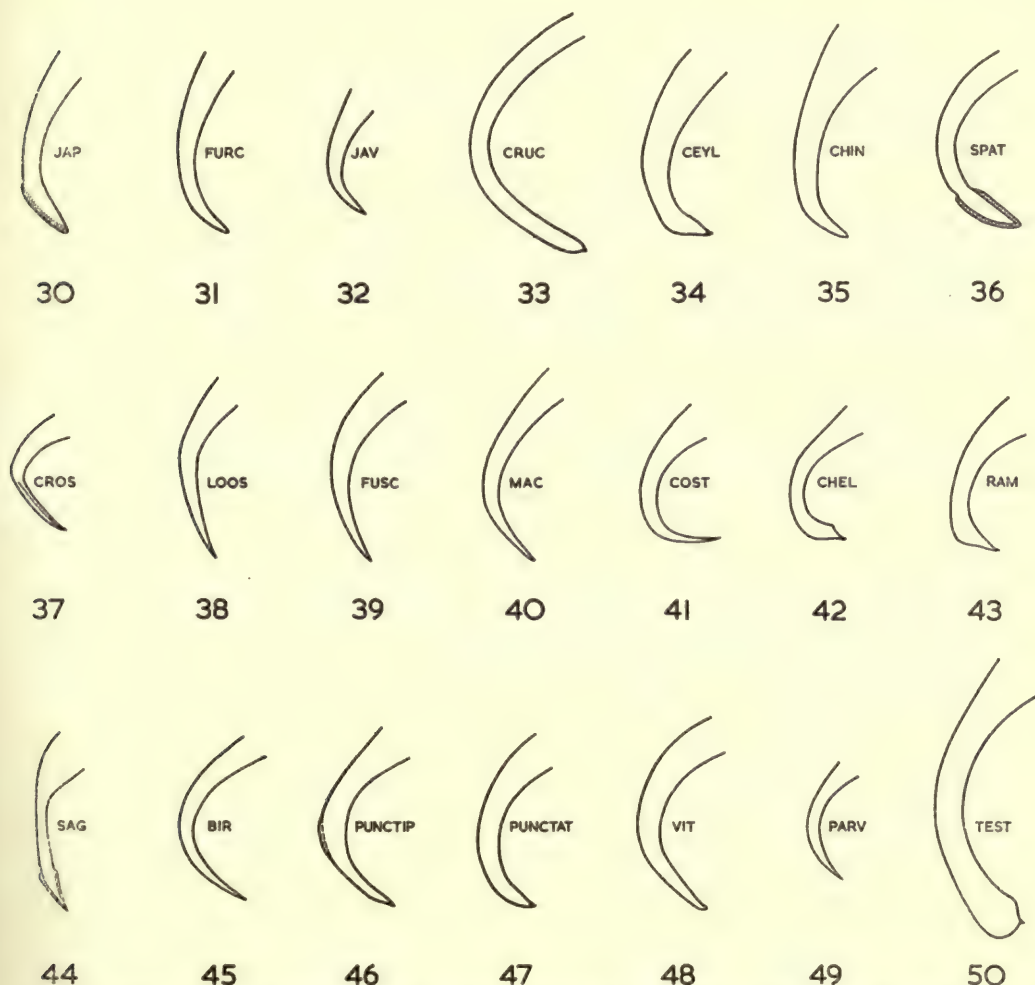 JAP FURC JAV CRUC CEYL CHIN SPAT
30 31 32 33 34 35 36
CROS LOOS FUSC MAC COST CHEL RAM
37 38 39 40 41 42 43
SAG BIR PUNCTIP PUNCTAT VIT PARV TEST
44 45 46 47 48 49 50